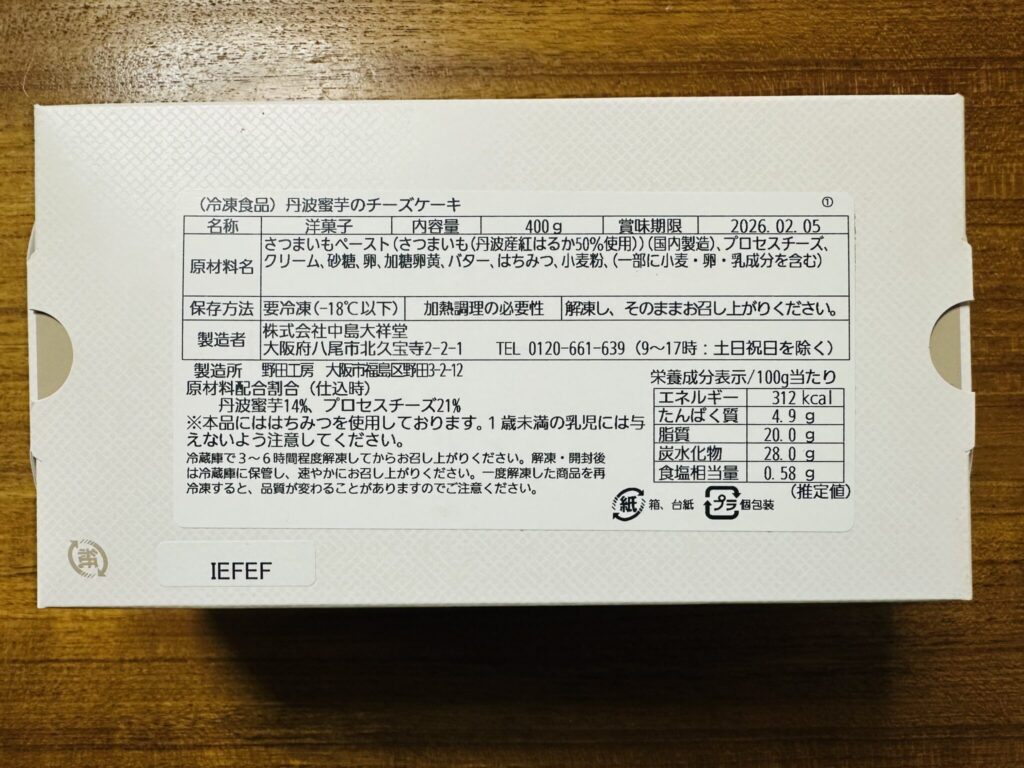 (冷凍食品) 丹波蜜芋のチーズケーキ ①
名称 洋菓子 内容量 400g 賞味期限 2026.02.05
原材料名 さつまいもペースト(さつまいも(丹波産紅はるか50%使用))(国内製造)、プロセスチーズ、
クリーム、砂糖、卵、加糖卵黄、バター、はちみつ、小麦粉、(一部に小麦・卵・乳成分を含む)
保存方法 要冷凍(-18℃以下) 加熱調理の必要性 解凍し、そのままお召し上がりください。
製造者 株式会社中島大祥堂
大阪府八尾市北久宝寺2-2-1 TEL 0120-661-639 (9～17時:土日祝日を除く)
製造所 野田工房 大阪市福島区野田3-2-12
原材料配合割合(仕込時)
丹波蜜芋14%、プロセスチーズ21%
※本品にははちみつを使用しております。1歳未満の乳児には与
えないよう注意してください。
冷蔵庫で3～6時間程度解凍してからお召し上がりください。解凍・開封後
は冷蔵庫に保管し、速やかにお召し上がりください。一度解凍した商品を再
冷凍すると、品質が変わることがありますのでご注意ください。
栄養成分表示/100g当たり
エネルギー 312 kcal
たんぱく質 4.9 g
脂質 20.0 g
炭水化物 28.0 g
食塩相当量 0.58 g
(推定値)
紙 箱、台紙 プラ 個包装
紙
IEFEF